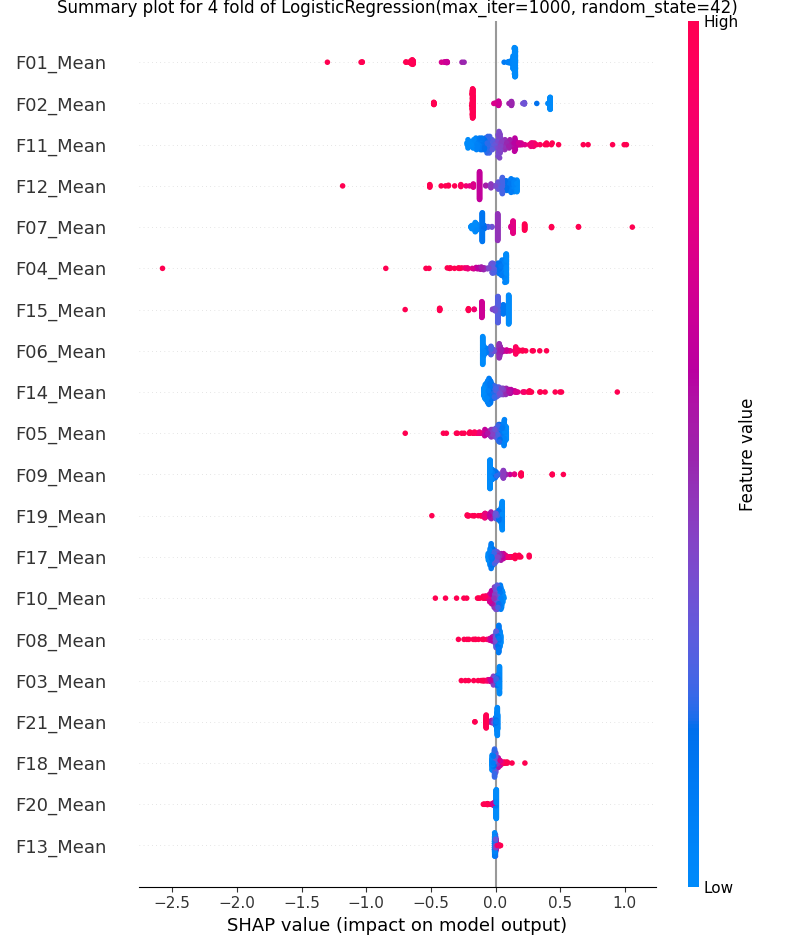 Summary plot for 4 fold of LogisticRegression(max_iter=1000, random_state=42)
High
F01_Mean
F02_Mean
F11_Mean
F12_Mean
F07_Mean
F04_Mean
F15_Mean
F06_Mean
F14_Mean
F05_Mean
F09_Mean
F19_Mean
F17_Mean
F10_Mean
F08_Mean
F03_Mean
F21_Mean
F18_Mean
F20_Mean
F13_Mean
Feature value
Low
−2.5 −2.0 −1.5 −1.0 −0.5 0.0 0.5 1.0
SHAP value (impact on model output)